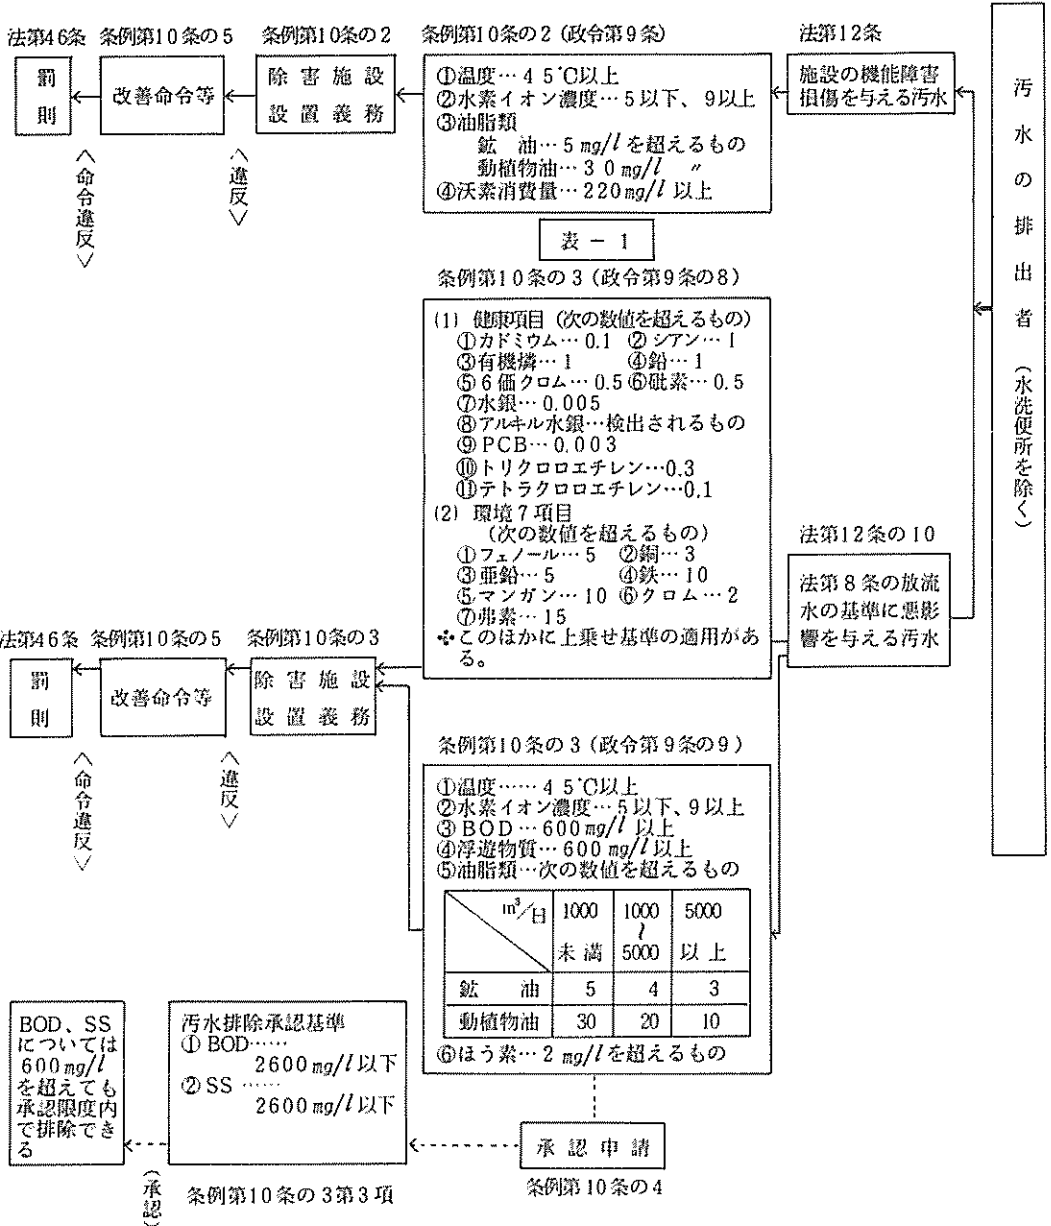 法第46条 条例第10条の5 条例第10条の2 条例第10条の2 (政令第9条) 法第12条
罰
則
改善命令等
除害施設
設置義務
①温度…45℃以上
②水素イオン濃度…5以下、9以上
③油脂類
鉱 油…5mg/lを超えるもの
動植物油…30mg/l 〃
④沃素消費量…220mg/l以上
施設の機能障害
損傷を与える汚水
汚水の排出者(水洗便所を除く)
<命令違反>
<違反>
表-1
条例第10条の3 (政令第9条の8)
(1) 健康項目 (次の数値を超えるもの)
①カドミウム…0.1 ②シアン…1
③有機燐…1 ④鉛…1
⑤6価クロム…0.5 ⑥砒素…0.5
⑦水銀…0.005
⑧アルキル水銀…検出されるもの
⑨PCB…0.003
⑩トリクロロエチレン…0.3
⑪テトラクロロエチレン…0.1
(2) 環境7項目
(次の数値を超えるもの)
①フェノール…5 ②銅…3
③亜鉛…5 ④鉄…10
⑤マンガン…10 ⑥クロム…2
⑦弗素…15
✣このほかに上乗せ基準の適用があ
る。
法第12条の10
法第8条の放流
水の基準に悪影
響を与える汚水
法第46条 条例第10条の5 条例第10条の3
罰
則
改善命令等
除害施設
設置義務
<命令違反>
<違反>
条例第10条の3 (政令第9条の9)
①温度……45℃以上
②水素イオン濃度…5以下、9以上
③BOD…600mg/l以上
④浮遊物質…600mg/l以上
⑤油脂類…次の数値を超えるもの
m³/日 1000未満 1000~5000 5000以上
鉱 油 5 4 3
動植物油 30 20 10
⑥ほう素…2mg/lを超えるもの
BOD、SS
については
600mg/l
を超えても
承認限度内
で排除でき
る
汚水排除承認基準
①BOD……
2600mg/l以下
②SS……
2600mg/l以下
承認申請
条例第10条の4
(承認)
条例第10条の3第3項